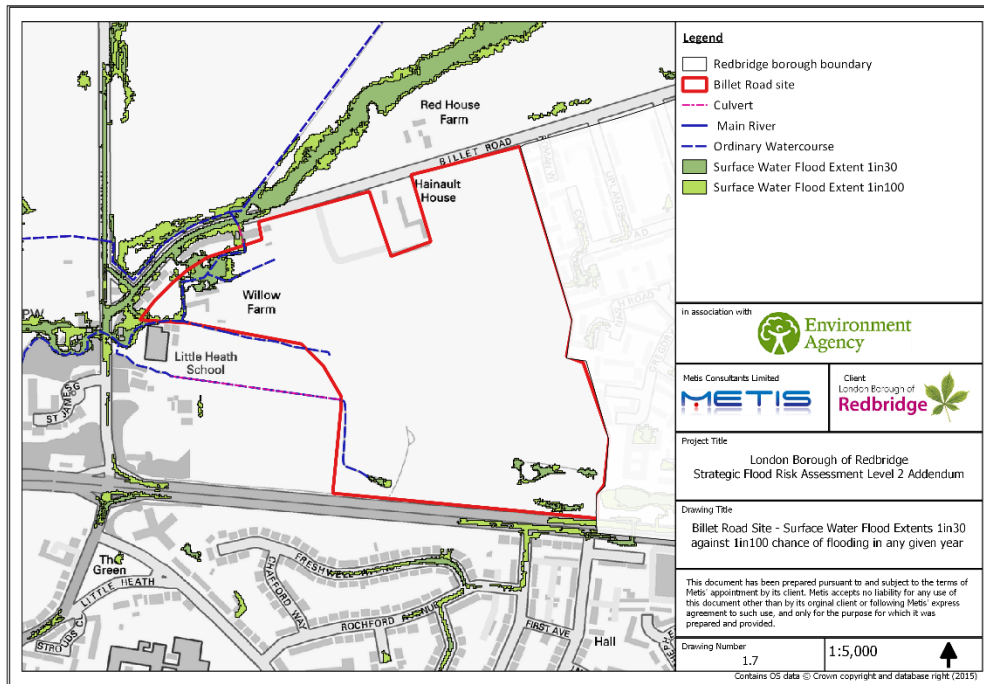 Red House
Farm
BILLET ROAD
Hainault
House
Willow
Farm
PW
Little Heath
School
ST JAMES G
The
Green
LITTLE HEATH
STROUDS CL
CHAFFORD WAY
ROCHFORD
FIRST AVE
Hall
Legend
Redbridge borough boundary
Billet Road site
Culvert
Main River
Ordinary Watercourse
Surface Water Flood Extent 1in30
Surface Water Flood Extent 1in100
in association with
Environment
Agency
Metis Consultants Limited
METIS
Client
London Borough of
Redbridge
Project Title
London Borough of Redbridge
Strategic Flood Risk Assessment Level 2 Addendum
Drawing Title
Billet Road Site - Surface Water Flood Extents 1in30
against 1in100 chance of flooding in any given year
This document has been prepared pursuant to and subject to the terms of
Metis' appointment by its client. Metis accepts no liability for any use of
this document other than by its orginal client or following Metis' express
agreement to such use, and only for the purpose for which it was
prepared and provided.
Drawing Number
1.7
1:5,000
Contains OS data © Crown copyright and database right (2015)